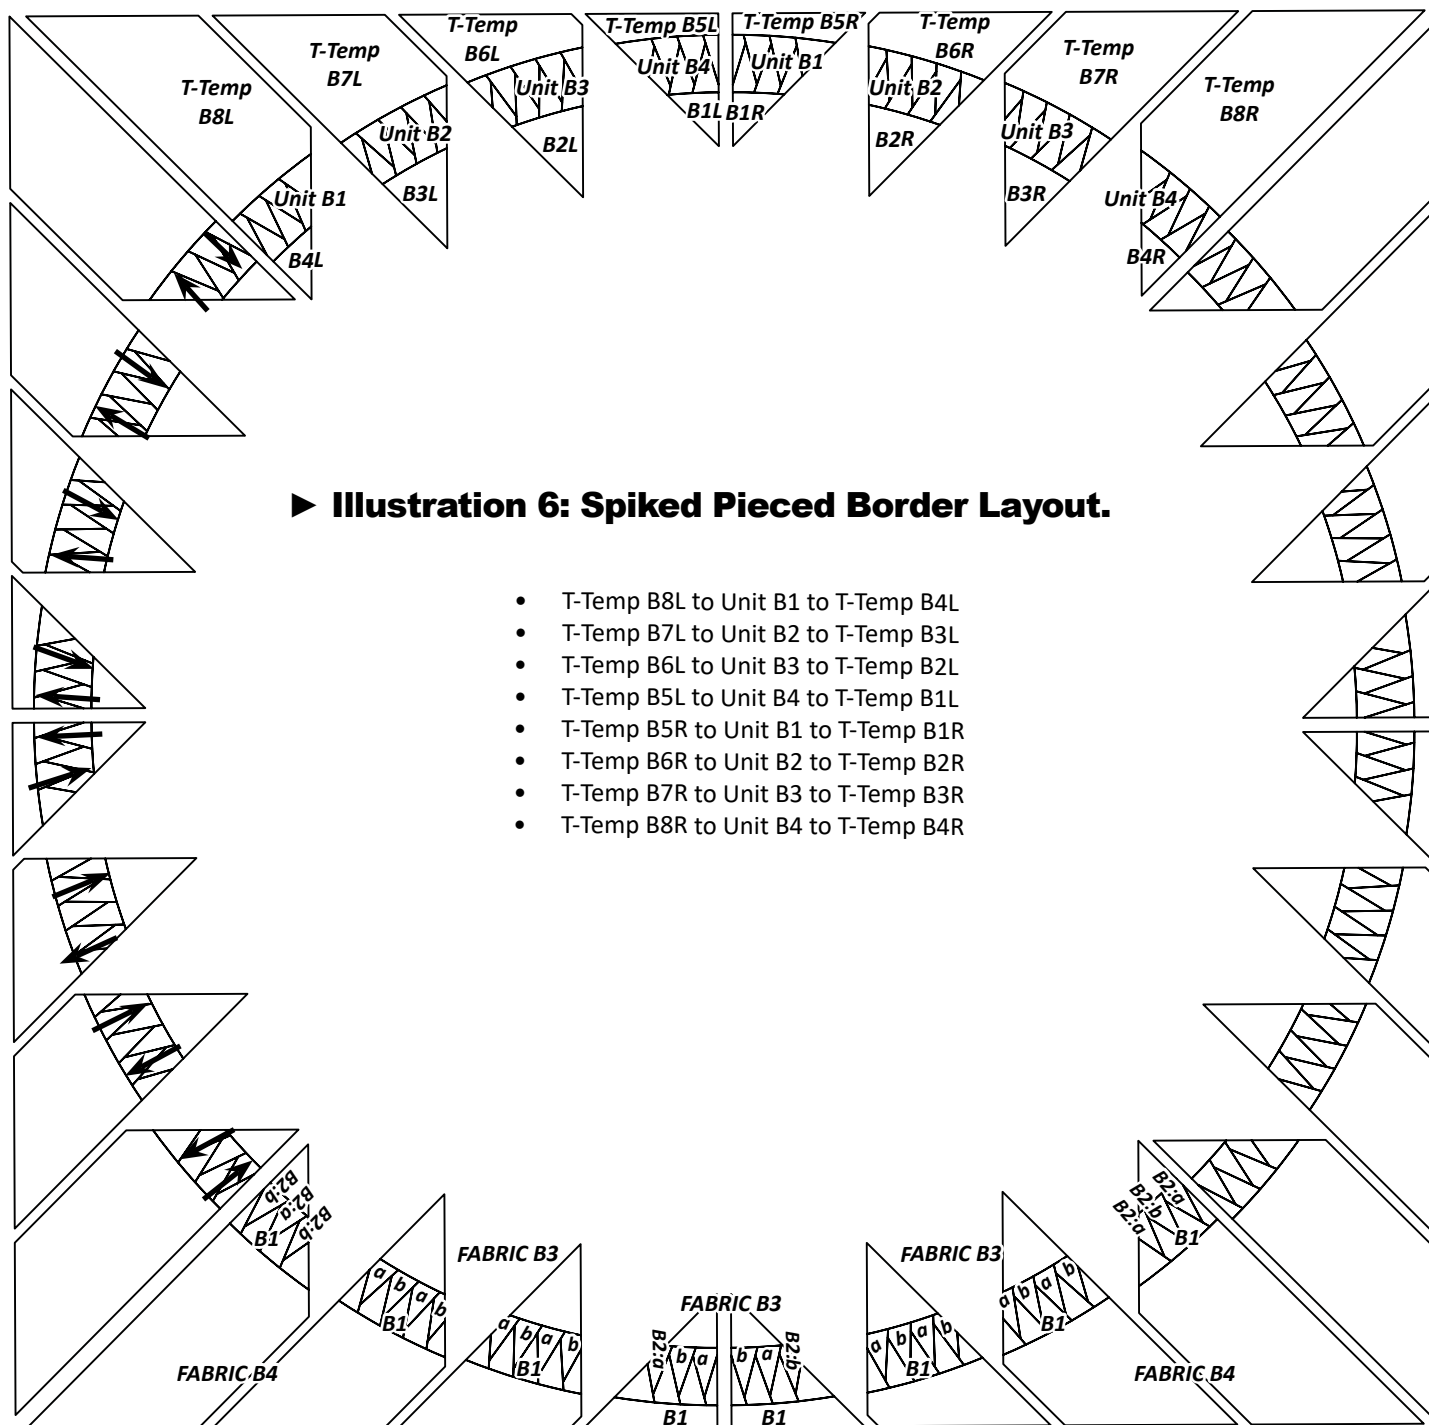 T-Temp
B8L
T-Temp
B7L
T-Temp
B6L
T-Temp B5L
T-Temp B5R
T-Temp
B6R
T-Temp
B7R
T-Temp
B8R
Unit B1
Unit B2
Unit B3
Unit B4
Unit B1
Unit B2
Unit B3
Unit B4
B4L
B3L
B2L
B1L
B1R
B2R
B3R
B4R
► Illustration 6: Spiked Pieced Border Layout.
• T-Temp B8L to Unit B1 to T-Temp B4L
• T-Temp B7L to Unit B2 to T-Temp B3L
• T-Temp B6L to Unit B3 to T-Temp B2L
• T-Temp B5L to Unit B4 to T-Temp B1L
• T-Temp B5R to Unit B1 to T-Temp B1R
• T-Temp B6R to Unit B2 to T-Temp B2R
• T-Temp B7R to Unit B3 to T-Temp B3R
• T-Temp B8R to Unit B4 to T-Temp B4R
B2:b
B2:a
B2:b
B1
a b a b
B1
FABRIC B3
a b a b
B1
FABRIC B3
B2:a b a
B1
b a B2:b
B1
FABRIC B3
a b a b
B1
a b a b
B1
B2:a
B2:b
B2:a
B1
FABRIC B4
FABRIC B4